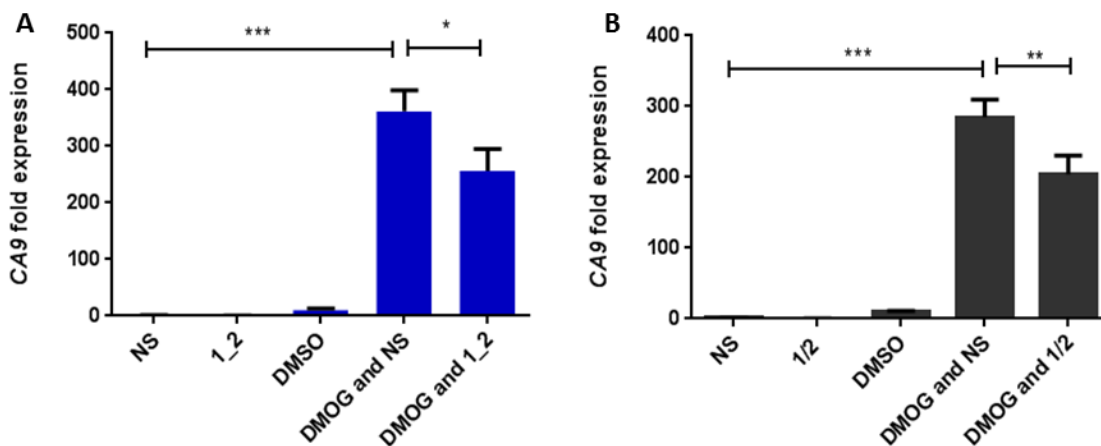 A
CA9 fold expression
500
400
300
200
100
0
***
*
NS
1_2
DMSO
DMOG and NS
DMOG and 1_2
B
CA9 fold expression
400
300
200
100
0
***
**
NS
1/2
DMSO
DMOG and NS
DMOG and 1/2